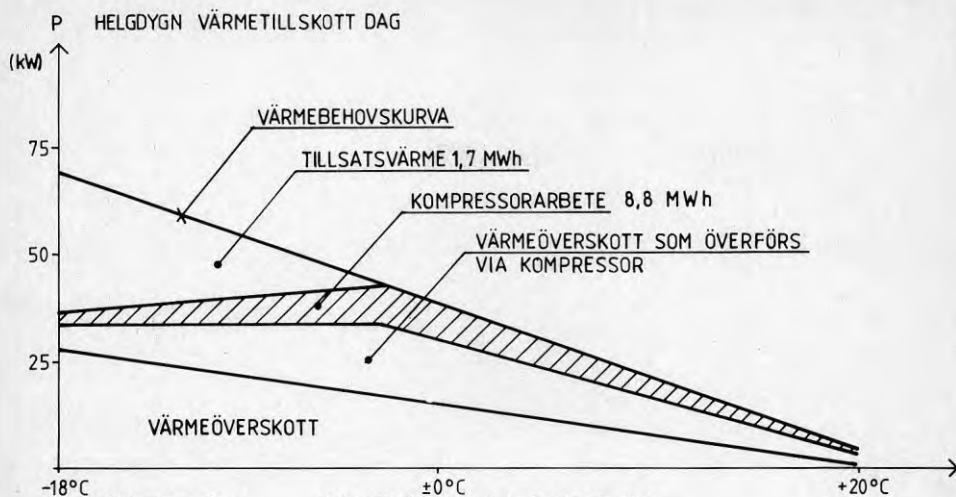 P HELGDYGN VÄRMETILLSKOTT DAG
(kW)
VÄRMEBEHOVSKURVA
75
TILLSATSVÄRME 1,7 MWh
KOMPRESSORARBETE 8,8 MWh
VÄRMEÖVERSKOTT SOM ÖVERFÖRS
VIA KOMPRESSOR
50
25
VÄRMEÖVERSKOTT
-18°C ±0°C +20°C